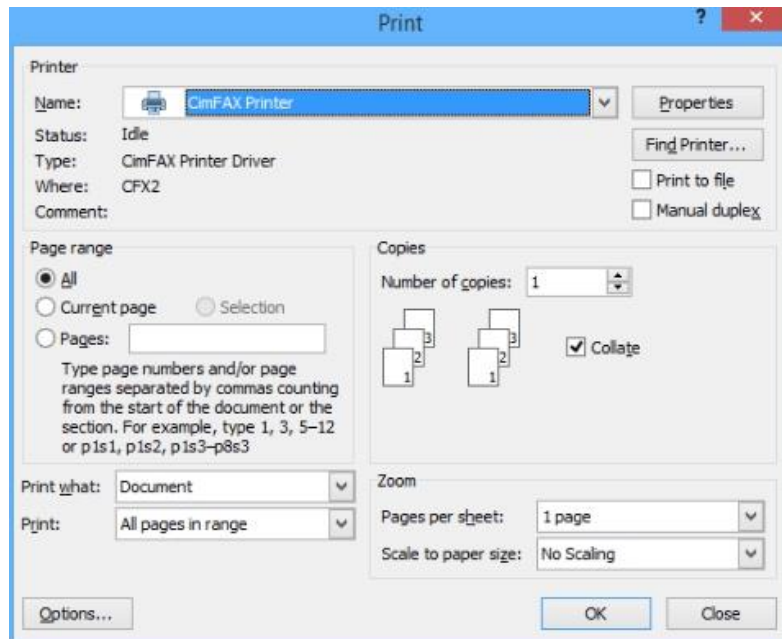 Print
?
Printer
Name: CimFAX Printer
Properties
Status: Idle
Find Printer...
Type: CimFAX Printer Driver
Where: CFX2
Print to file
Comment:
Manual duplex
Page range
All
Current page Selection
Pages:
Type page numbers and/or page
ranges separated by commas counting
from the start of the document or the
section. For example, type 1, 3, 5–12
or p1s1, p1s2, p1s3–p8s3
Copies
Number of copies: 1
3 3
2 2
1 1
Collate
Print what: Document
Print: All pages in range
Zoom
Pages per sheet: 1 page
Scale to paper size: No Scaling
Options...
OK
Close